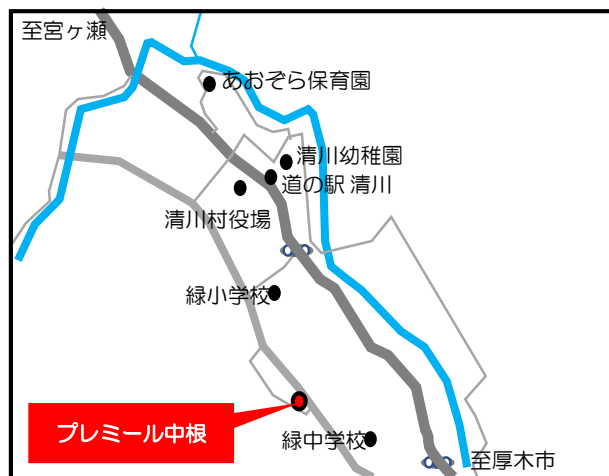 至宮ヶ瀬
あおぞら保育園
清川幼稚園
道の駅 清川
清川村役場
緑小学校
プレミール中根
緑中学校
至厚木市